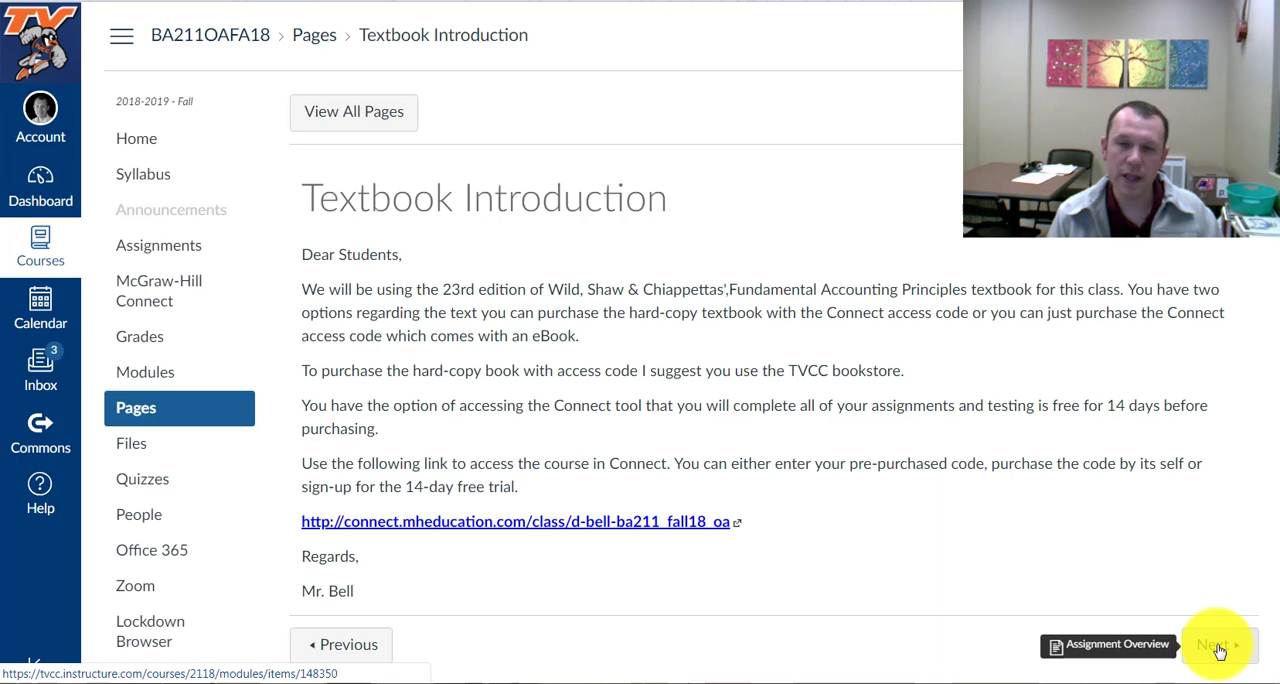 TV
BA211OAFA18 › Pages › Textbook Introduction
Account
Dashboard
Courses
Calendar
3
Inbox
Commons
Help
2018-2019 - Fall
Home
Syllabus
Announcements
Assignments
McGraw-Hill
Connect
Grades
Modules
Pages
Files
Quizzes
People
Office 365
Zoom
Lockdown
Browser
View All Pages
Textbook Introduction
Dear Students,
We will be using the 23rd edition of Wild, Shaw & Chiappettas',Fundamental Accounting Principles textbook for this class. You have two
options regarding the text you can purchase the hard-copy textbook with the Connect access code or you can just purchase the Connect
access code which comes with an eBook.
To purchase the hard-copy book with access code I suggest you use the TVCC bookstore.
You have the option of accessing the Connect tool that you will complete all of your assignments and testing is free for 14 days before
purchasing.
Use the following link to access the course in Connect. You can either enter your pre-purchased code, purchase the code by its self or
sign-up for the 14-day free trial.
http://connect.mheducation.com/class/d-bell-ba211_fall18_oa
Regards,
Mr. Bell
Previous
Assignment Overview
Next
https://tvcc.instructure.com/courses/2118/modules/items/148350